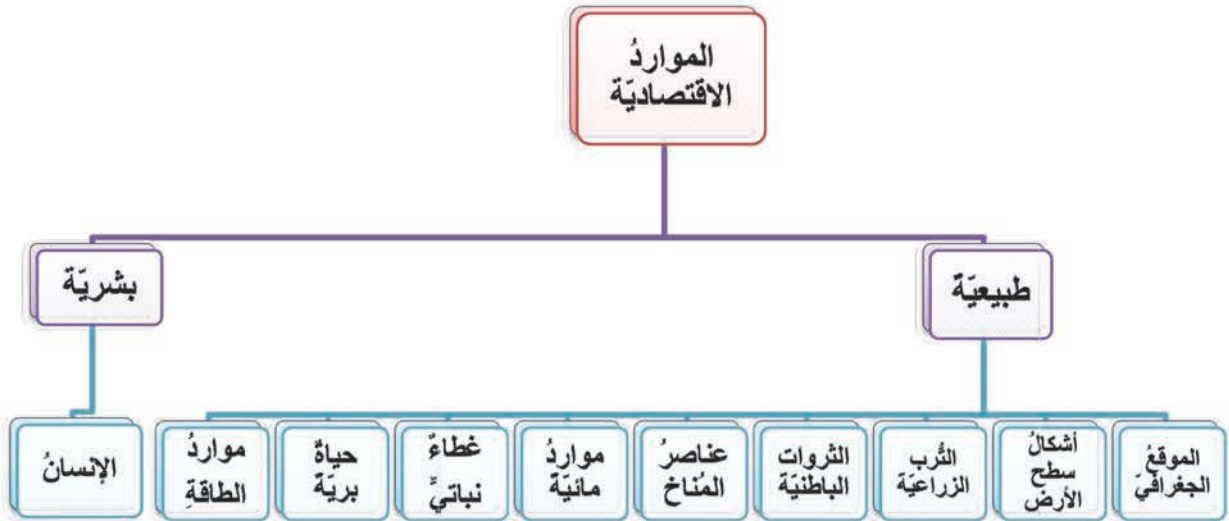 المواردُ
الاقتصاديّة
طبيعيّة
بشريّة
الموقعُ
الجغرافيّ
أشكالُ
سطح
الأرض
التُّرب
الزراعيّة
الثروات
الباطنيّة
عناصرُ
المُناخ
مواردُ
مائيّة
غطاءٌ
نباتيٌّ
حياةٌ
بريّة
مواردُ
الطاقةِ
الإنسانُ